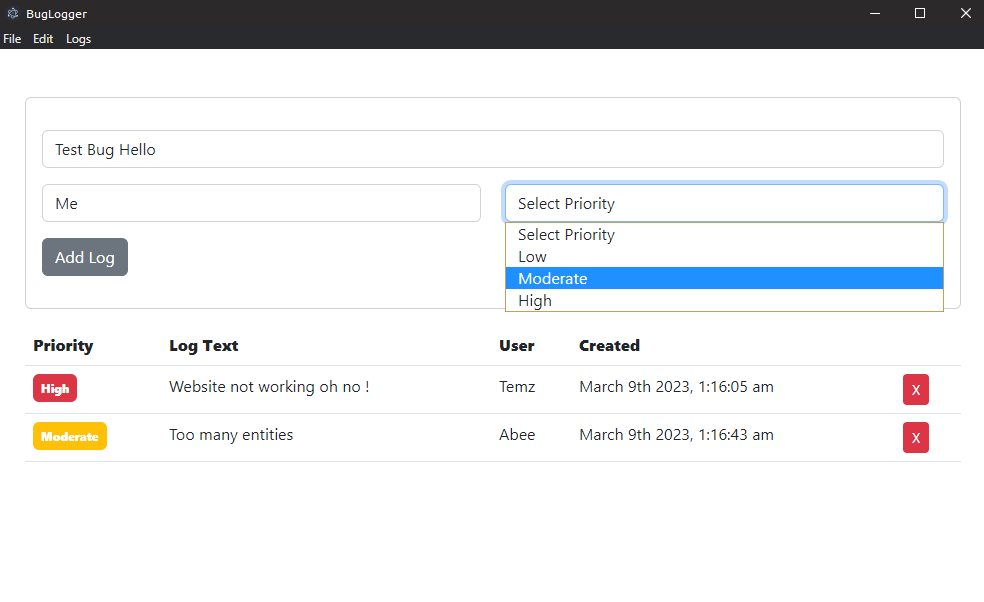 BugLogger
File Edit Logs
Test Bug Hello
Me
Select Priority
Select Priority
Low
Moderate
High
Add Log
Priority Log Text User Created
High Website not working oh no ! Temz March 9th 2023, 1:16:05 am X
Moderate Too many entities Abee March 9th 2023, 1:16:43 am X